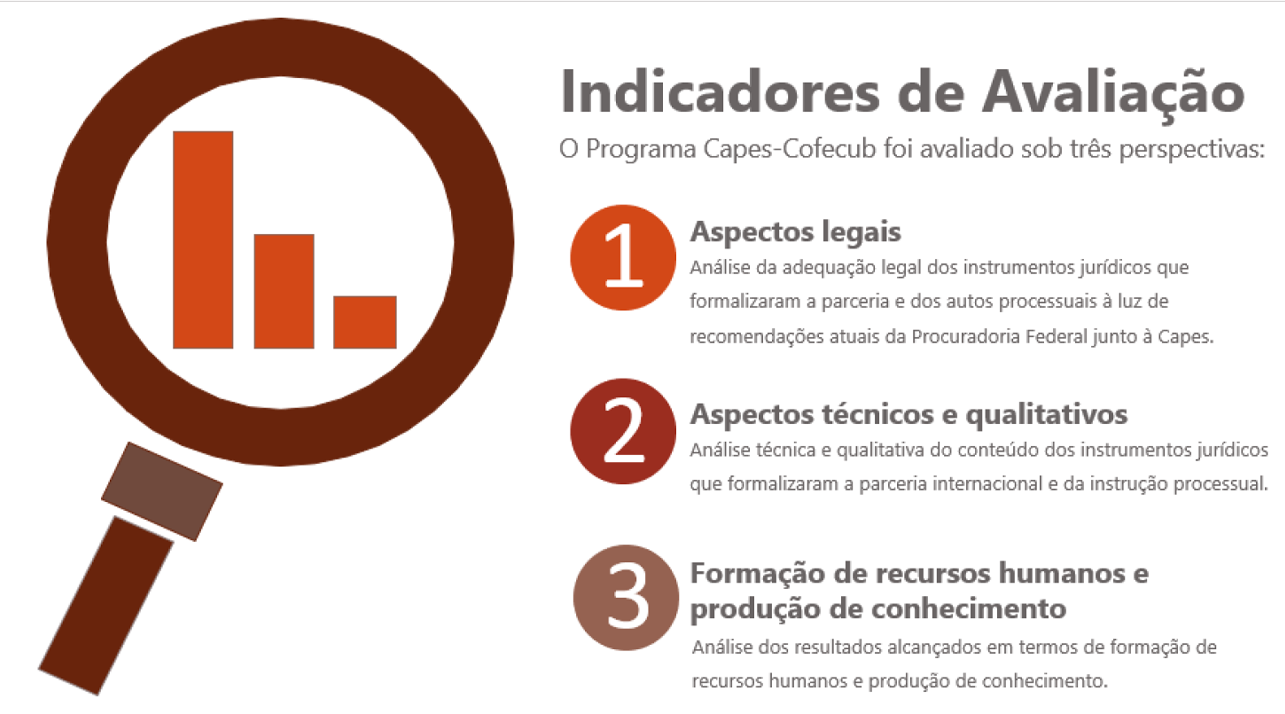 Indicadores de Avaliação
O Programa Capes-Cofecub foi avaliado sob três perspectivas:
1
Aspectos legais
Análise da adequação legal dos instrumentos jurídicos que
formalizaram a parceria e dos autos processuais à luz de
recomendações atuais da Procuradoria Federal junto à Capes.
2
Aspectos técnicos e qualitativos
Análise técnica e qualitativa do conteúdo dos instrumentos jurídicos
que formalizaram a parceria internacional e da instrução processual.
3
Formação de recursos humanos e
produção de conhecimento
Análise dos resultados alcançados em termos de formação de
recursos humanos e produção de conhecimento.